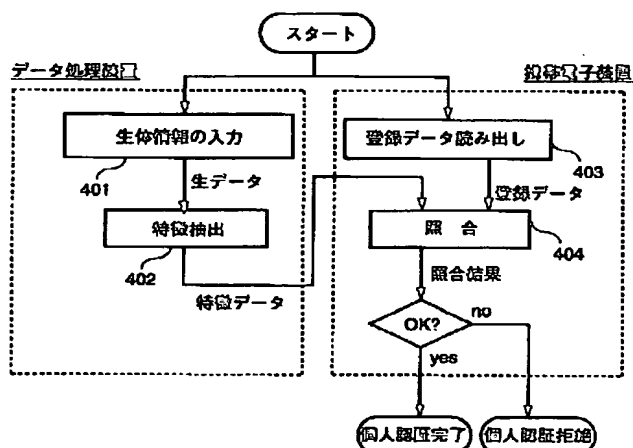 スタート
データ処理装置
生体情報の入力
401
生データ
特徴抽出
402
特徴データ
登録データ読み出し
403
登録データ
照 合
404
照合結果
OK?
no
yes
個人認証完了
個人認証拒絶